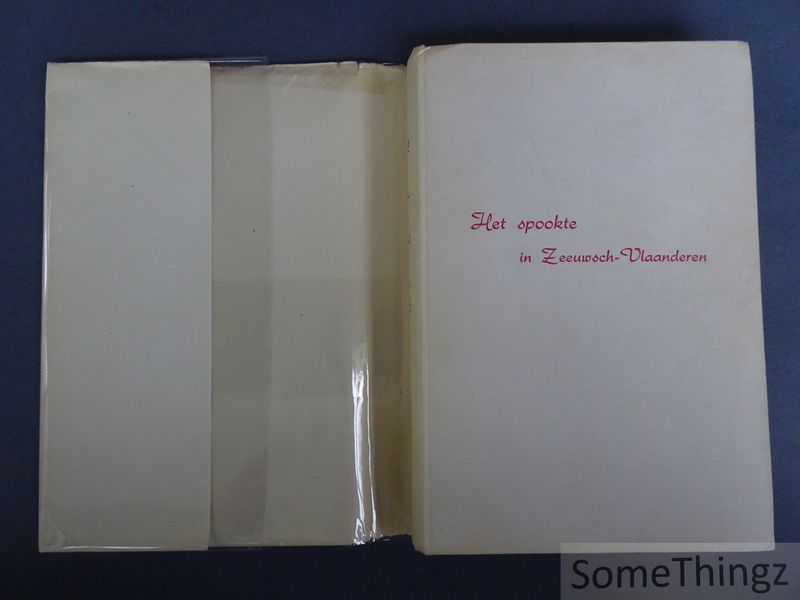 Het spookte
in Zeeuwsch-Vlaanderen
SomeThingz